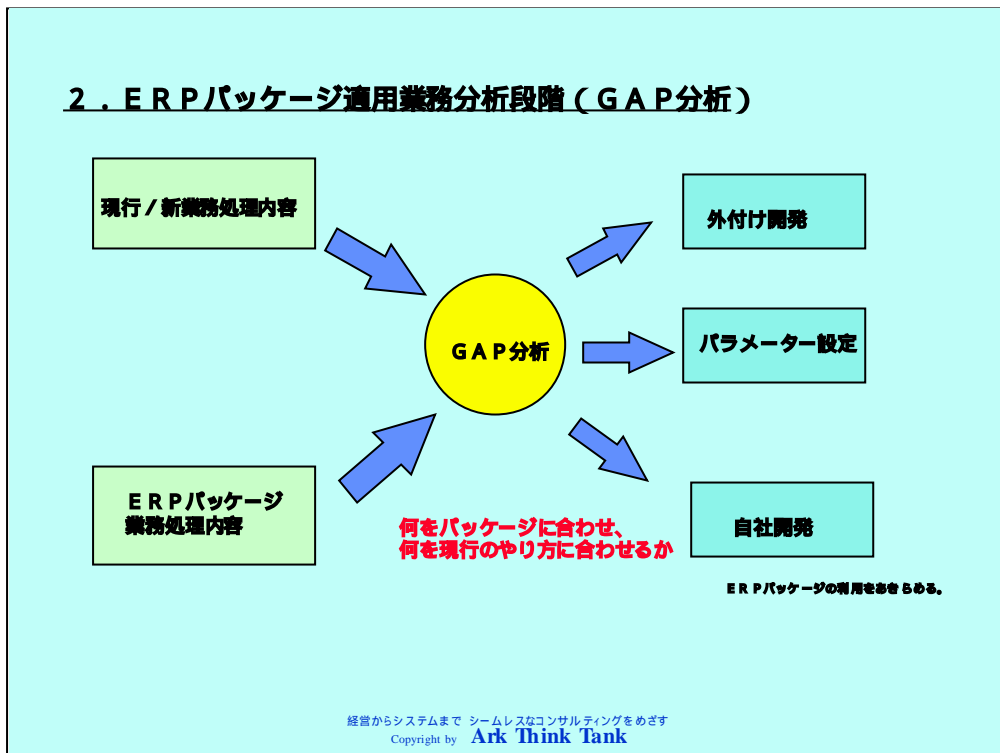 ２．ＥＲＰパッケージ適用業務分析段階（ＧＡＰ分析）
現行／新業務処理内容
外付け開発
パラメーター設定
ＧＡＰ分析
ＥＲＰパッケージ
業務処理内容
何をパッケージに合わせ、
何を現行のやり方に合わせるか
自社開発
ＥＲＰパッケージの利用をあきらめる。
経営からシステムまで シームレスなコンサルティングをめざす
Copyright by Ark Think Tank